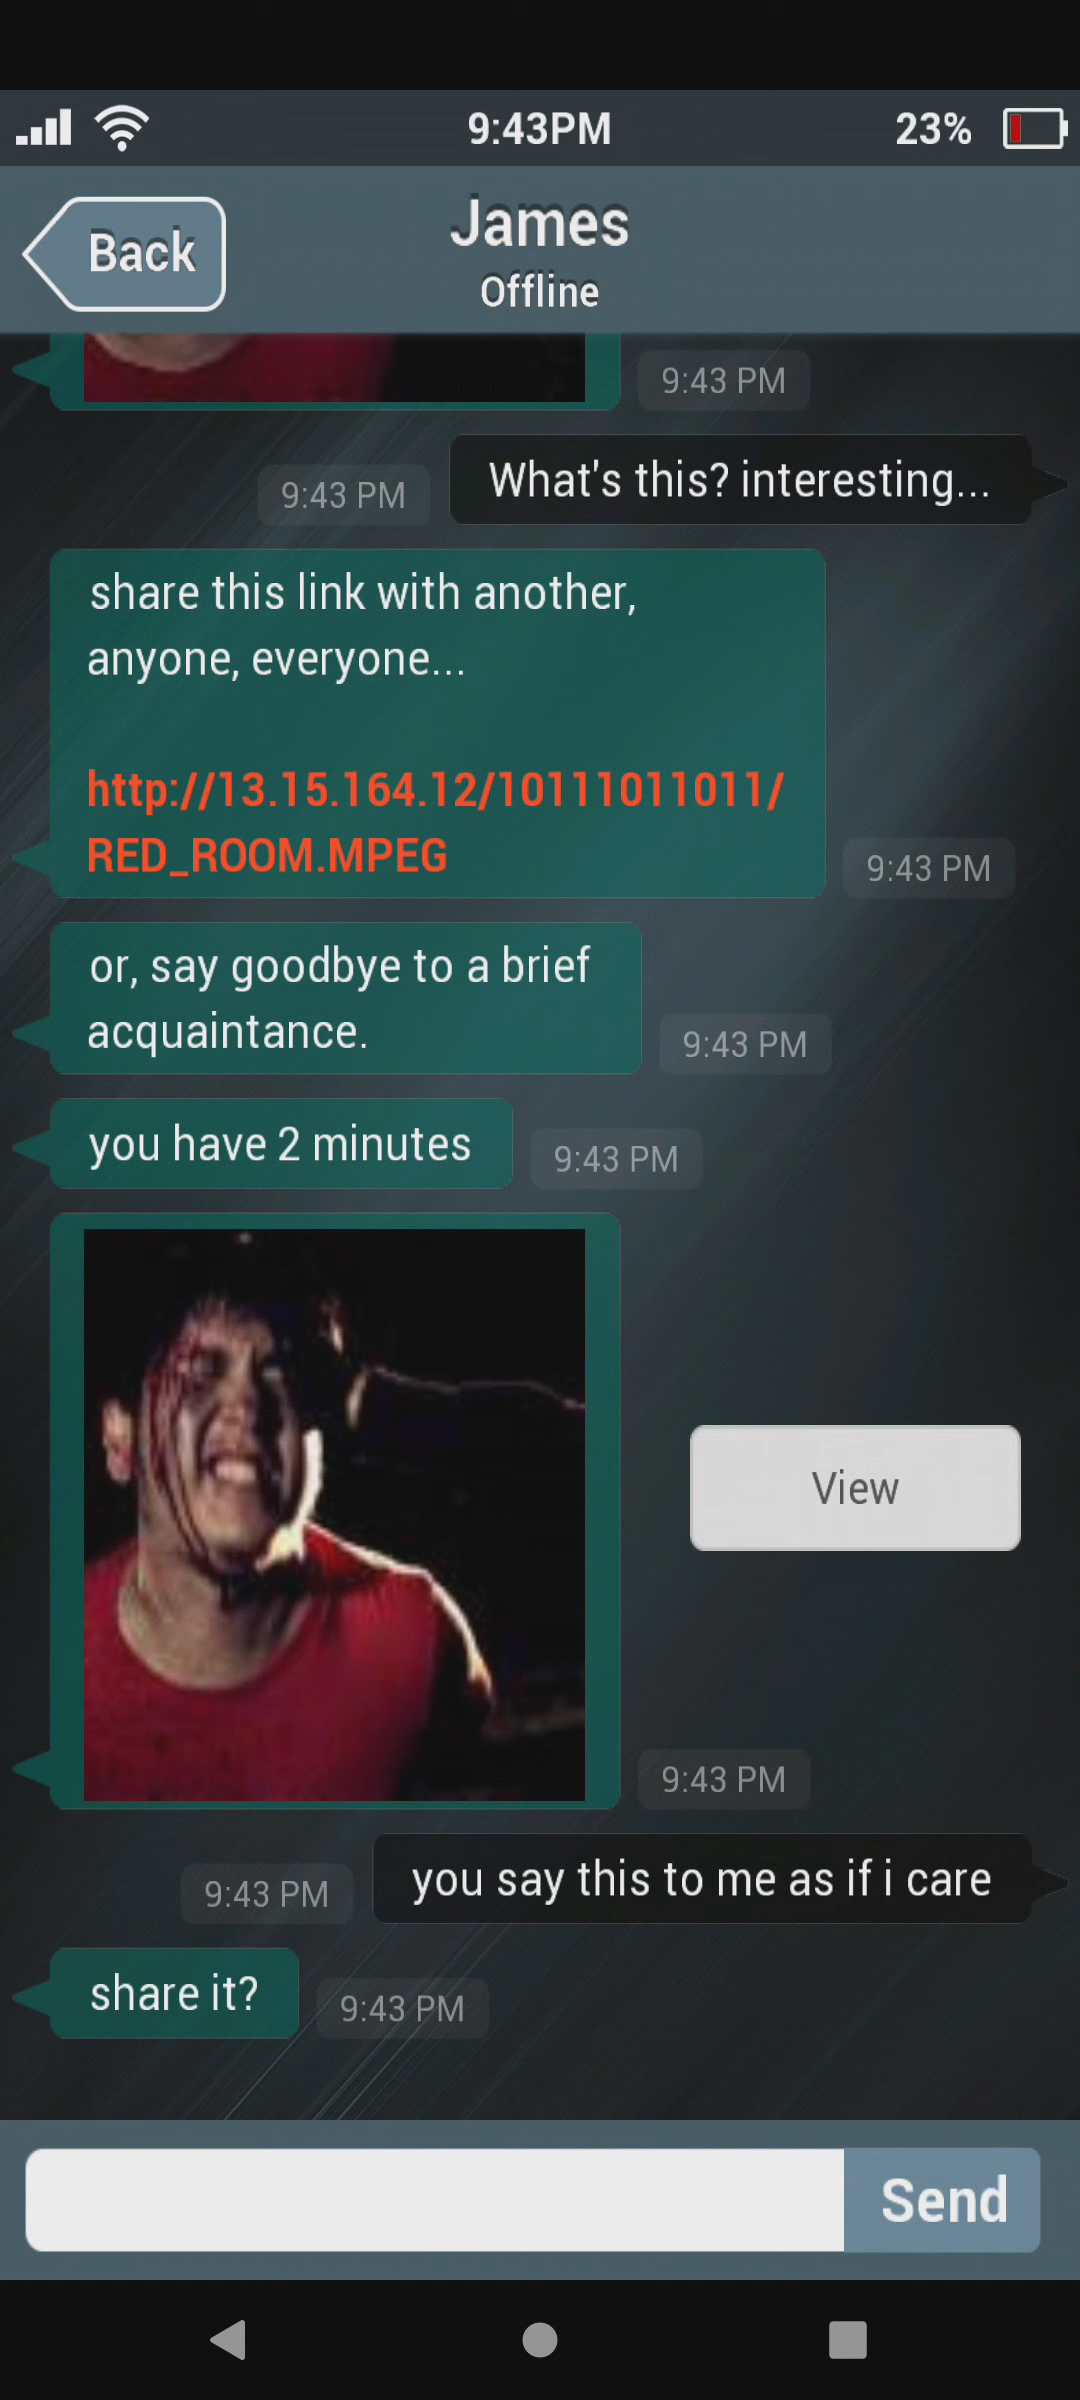 9:43PM
23%
Back
James
Offline
9:43 PM
What's this? interesting...
9:43 PM
share this link with another,
anyone, everyone...
http://13.15.164.12/10111011011/
RED_ROOM.MPEG
9:43 PM
or, say goodbye to a brief
acquaintance.
9:43 PM
you have 2 minutes
9:43 PM
View
9:43 PM
you say this to me as if i care
9:43 PM
share it?
9:43 PM
Send